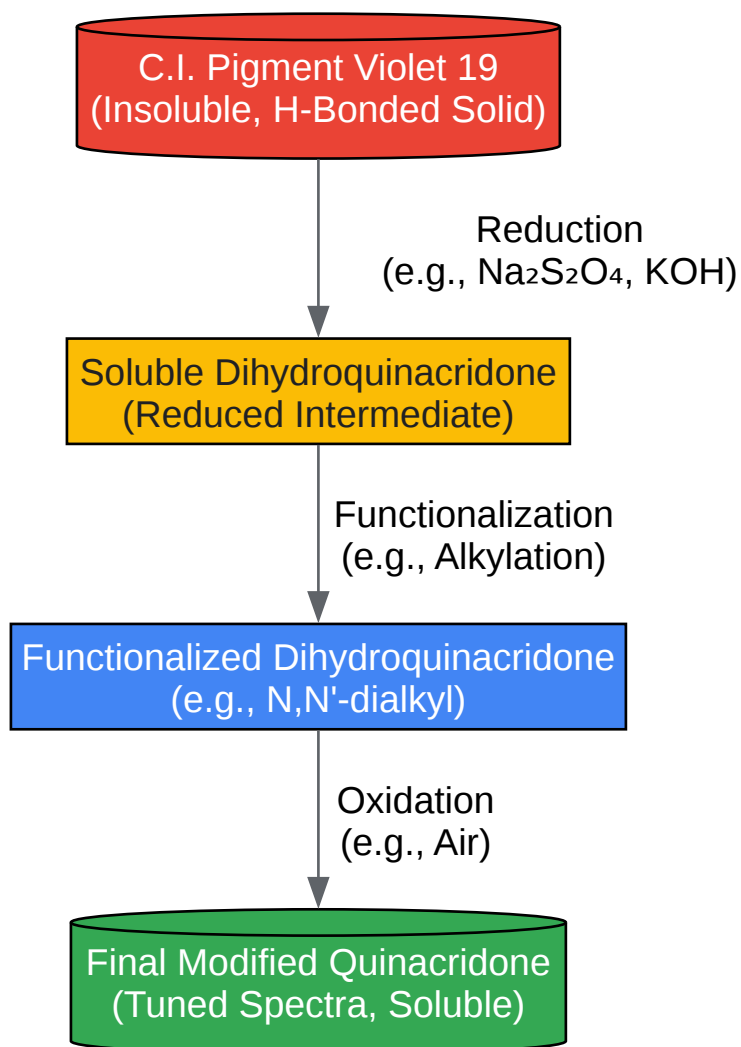 C.I. Pigment Violet 19
(Insoluble, H-Bonded Solid)
Reduction
(e.g., Na₂S₂O₄, KOH)
Soluble Dihydroquinacridone
(Reduced Intermediate)
Functionalization
(e.g., Alkylation)
Functionalized Dihydroquinacridone
(e.g., N,N'-dialkyl)
Oxidation
(e.g., Air)
Final Modified Quinacridone
(Tuned Spectra, Soluble)